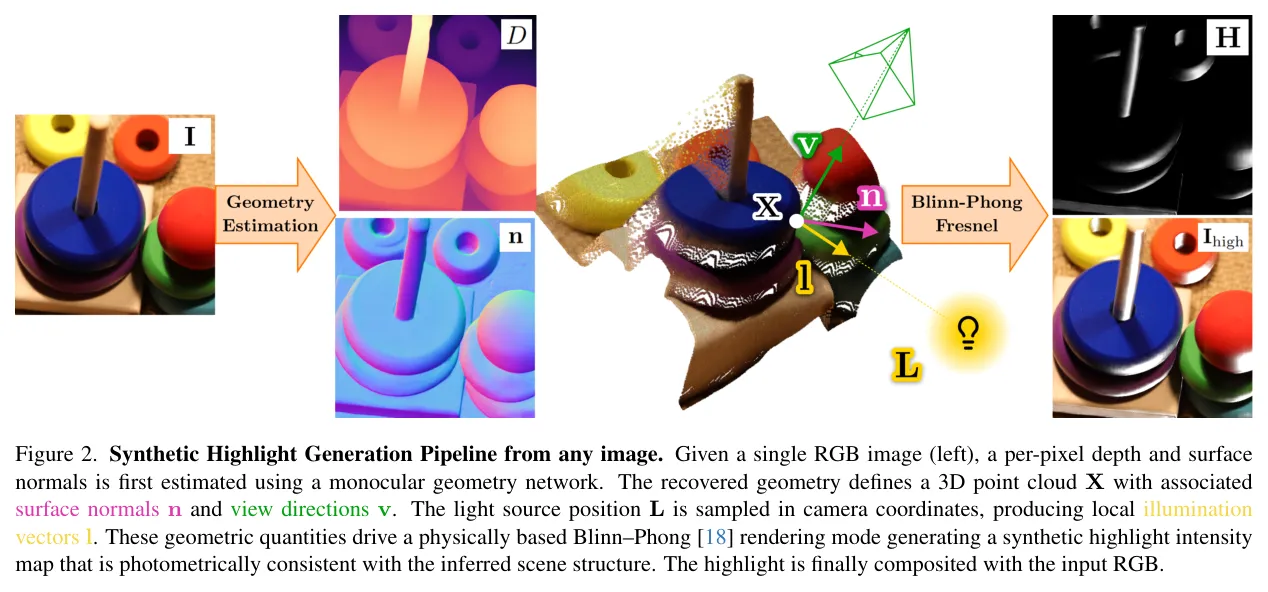 I
Geometry
Estimation
D
n
X
v
n
l
L
Blinn-Phong
Fresnel
H
I_high
Figure 2. Synthetic Highlight Generation Pipeline from any image. Given a single RGB image (left), a per-pixel depth and surface
normals is first estimated using a monocular geometry network. The recovered geometry defines a 3D point cloud X with associated
surface normals n and view directions v. The light source position L is sampled in camera coordinates, producing local illumination
vectors l. These geometric quantities drive a physically based Blinn–Phong [18] rendering mode generating a synthetic highlight intensity
map that is photometrically consistent with the inferred scene structure. The highlight is finally composited with the input RGB.